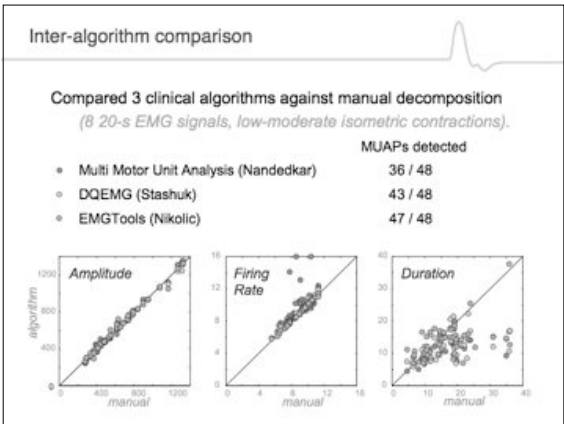 Inter-algorithm comparison
Compared 3 clinical algorithms against manual decomposition
(8 20-s EMG signals, low-moderate isometric contractions).
MUAPs detected
Multi Motor Unit Analysis (Nandedkar) 36 / 48
DQEMG (Stashuk) 43 / 48
EMGTools (Nikolic) 47 / 48
Amplitude
algorithm
1200
800
400
0
0 400 800 1200
manual
Firing
Rate
16
12
8
4
0
0 4 8 12 16
manual
Duration
40
30
20
10
0
0 10 20 30 40
manual